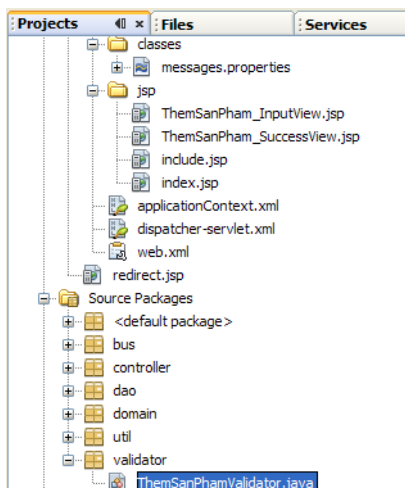 Projects Files Services
classes
messages.properties
jsp
ThemSanPham_InputView.jsp
ThemSanPham_SuccessView.jsp
include.jsp
index.jsp
applicationContext.xml
dispatcher-servlet.xml
web.xml
redirect.jsp
Source Packages
<default package>
bus
controller
dao
domain
util
validator
ThemSanPhamValidator.java